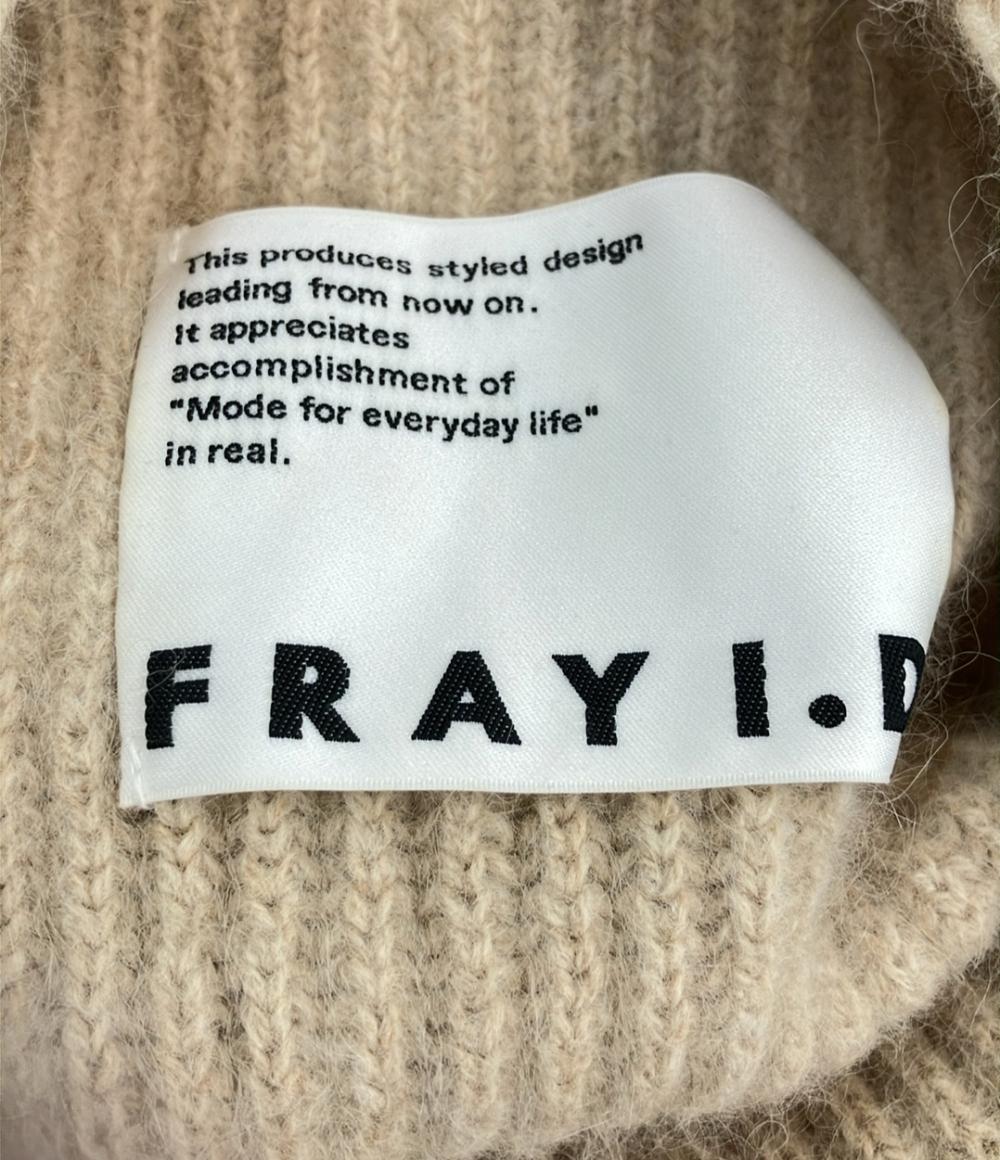 This produces styled design
leading from now on.
It appreciates
accomplishment of
"Mode for everyday life"
in real.
FRAY I.D